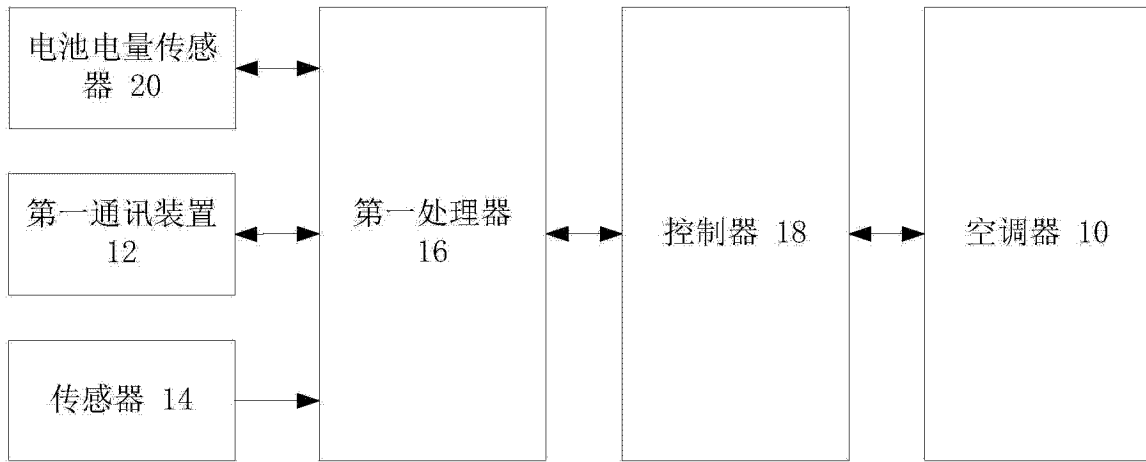 电池电量传感
器 20
第一通讯装置
12
传感器 14
第一处理器
16
控制器 18
空调器 10